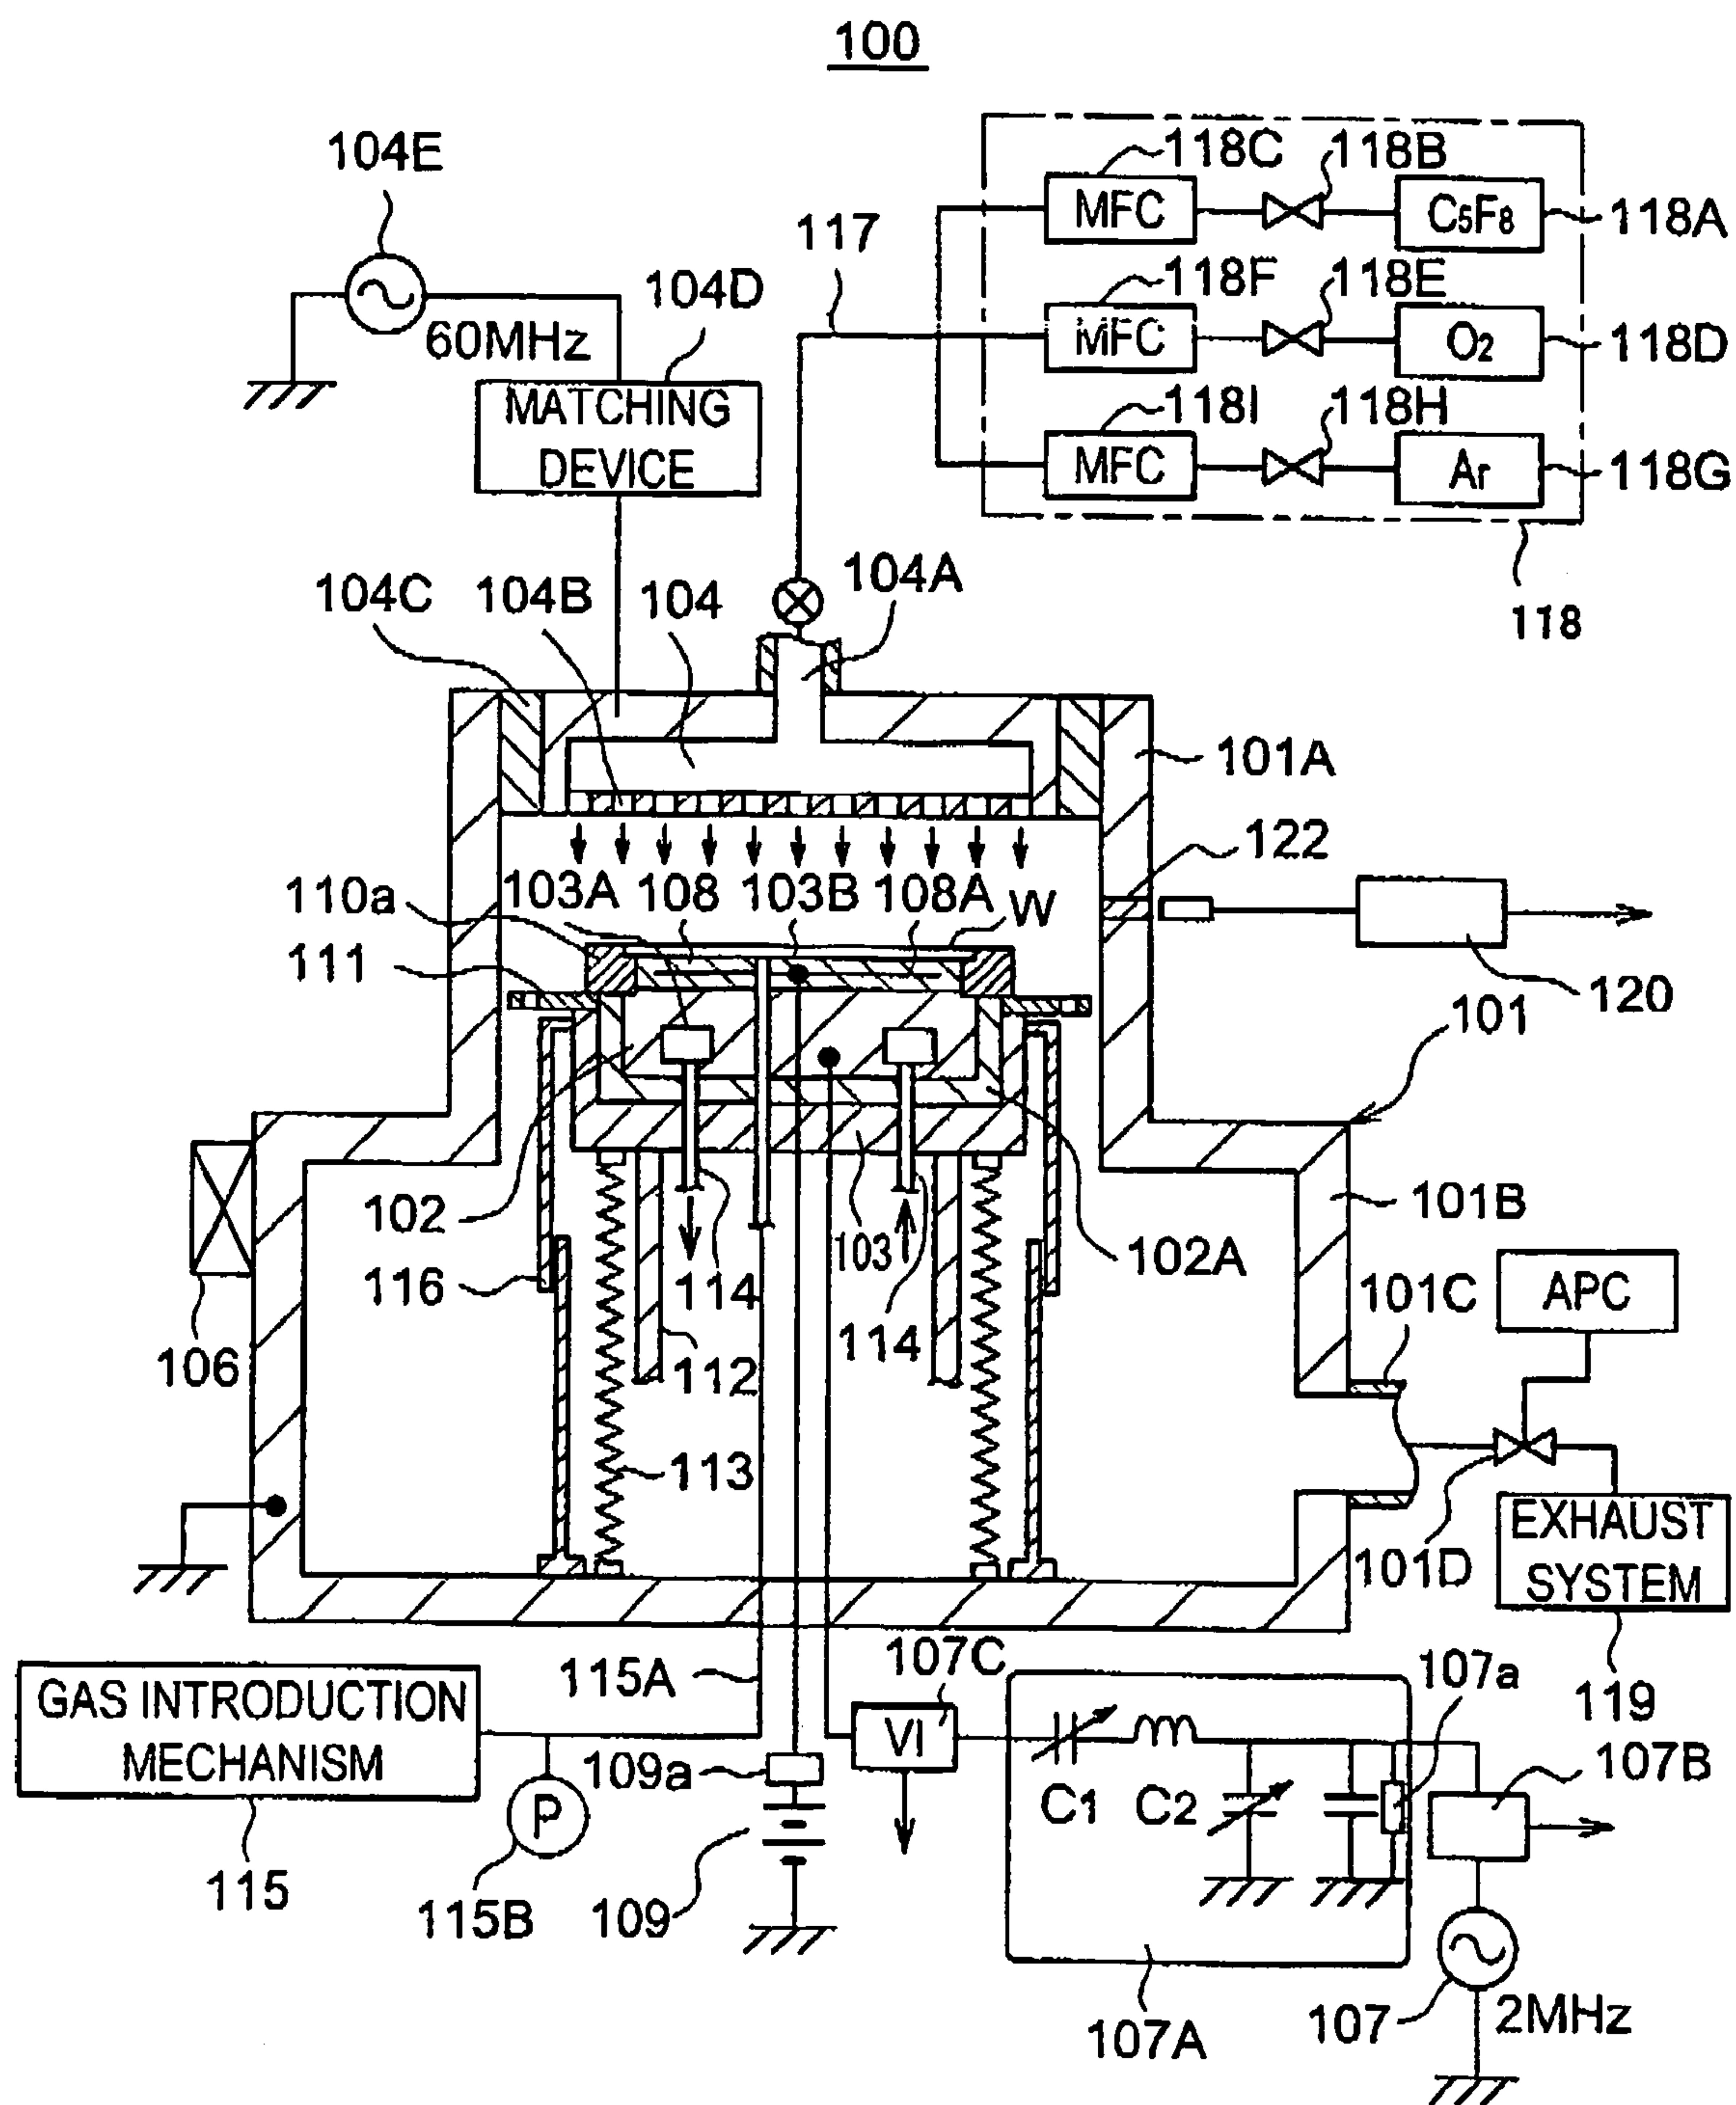 100
104E
118C
118B
MFC
C5F8
118A
117
118F
118E
104D
60MHz
MFC
O2
118D
MATCHING
DEVICE
118I
118H
MFC
Ar
118G
104C
104B
104
104A
118
101A
122
103A
108
103B
108A
W
110a
111
120
101
102
114
103
102A
101B
116
APC
101C
106
112
114
113
101D
EXHAUST
SYSTEM
115A
107C
107a
119
GAS INTRODUCTION
MECHANISM
VI
109a
107B
C1
C2
P
115
115B
109
107A
107
2MHz